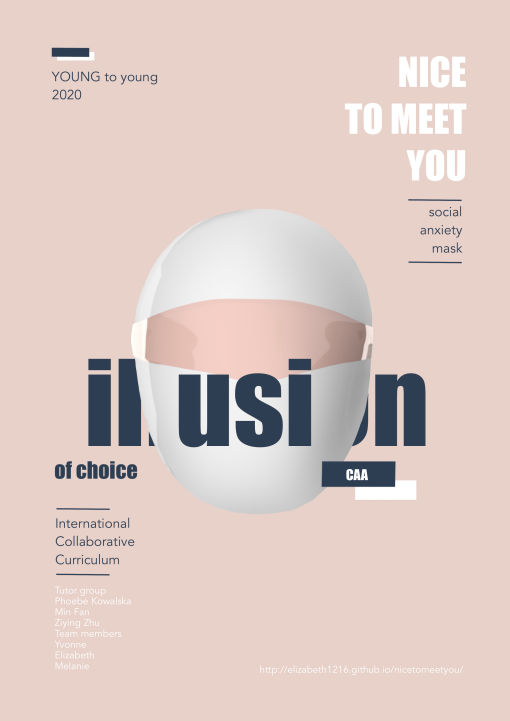 YOUNG to young
2020
NICE
TO MEET
YOU
social
anxiety
mask
illusion
of choice
CAA
International
Collaborative
Curriculum
Tutor group
Phoebe Kowalska
Min Fan
Ziying Zhu
Team members
Yvonne
Elizabeth
Melanie
http://elizabeth1216.github.io/nicetomeetyou/